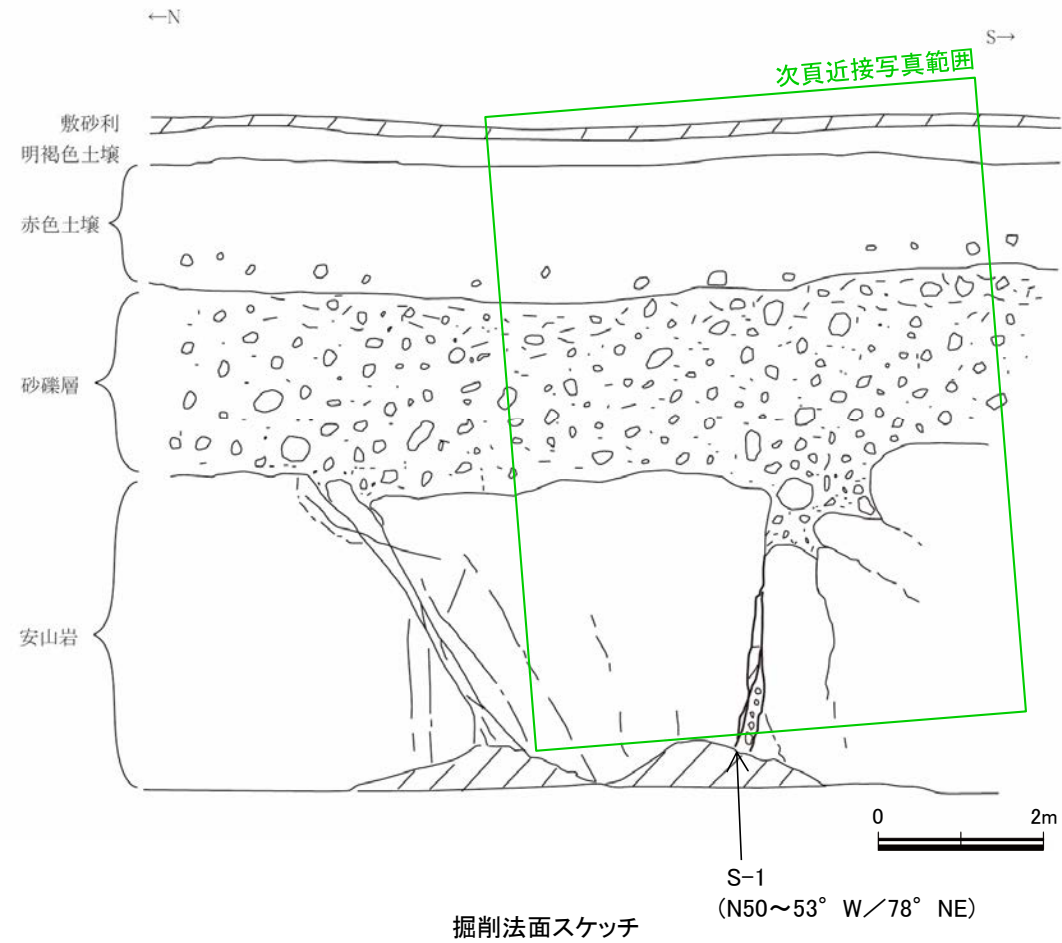 ←N
S→
次頁近接写真範囲
敷砂利
明褐色土壌
赤色土壌
砂礫層
安山岩
0 2m
S-1
(N50～53°W／78°NE)
掘削法面スケッチ